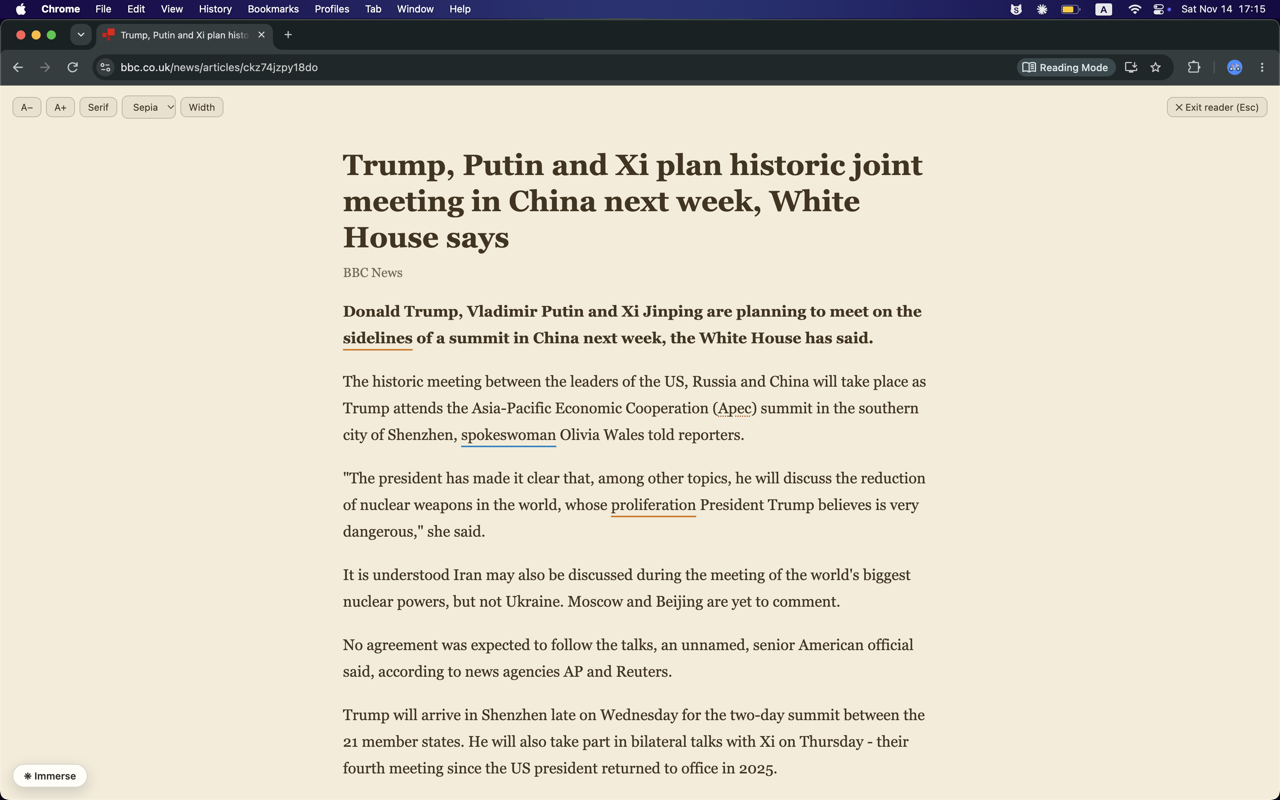 Chrome File Edit View History Bookmarks Profiles Tab Window Help A Sat Nov 14 17:15
Trump, Putin and Xi plan histo
bbc.co.uk/news/articles/ckz74jzpy18do Reading Mode
A− A+ Serif Sepia Width Exit reader (Esc)
Trump, Putin and Xi plan historic joint
meeting in China next week, White
House says
BBC News
Donald Trump, Vladimir Putin and Xi Jinping are planning to meet on the
sidelines of a summit in China next week, the White House has said.
The historic meeting between the leaders of the US, Russia and China will take place as
Trump attends the Asia-Pacific Economic Cooperation (Apec) summit in the southern
city of Shenzhen, spokeswoman Olivia Wales told reporters.
"The president has made it clear that, among other topics, he will discuss the reduction
of nuclear weapons in the world, whose proliferation President Trump believes is very
dangerous," she said.
It is understood Iran may also be discussed during the meeting of the world's biggest
nuclear powers, but not Ukraine. Moscow and Beijing are yet to comment.
No agreement was expected to follow the talks, an unnamed, senior American official
said, according to news agencies AP and Reuters.
Trump will arrive in Shenzhen late on Wednesday for the two-day summit between the
21 member states. He will also take part in bilateral talks with Xi on Thursday - their
fourth meeting since the US president returned to office in 2025.
Immerse